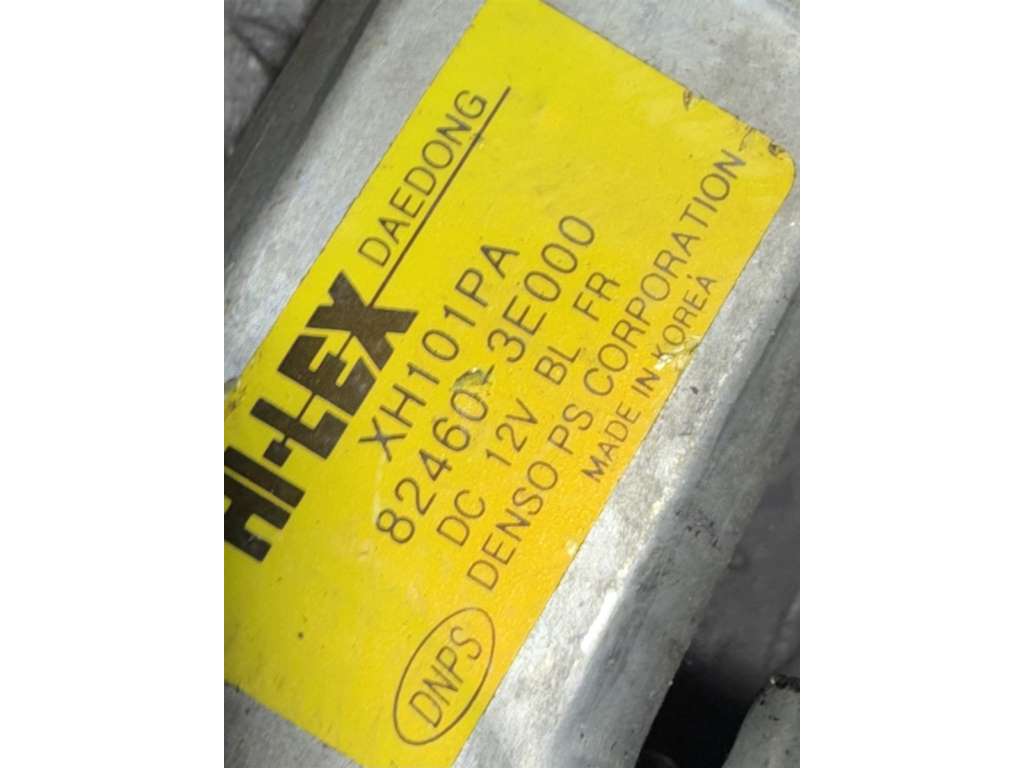 HI-LEX DAEDONG
XH101PA
82460-3E000
DC 12V BL FR
DNPS DENSO PS CORPORATION
MADE IN KOREA